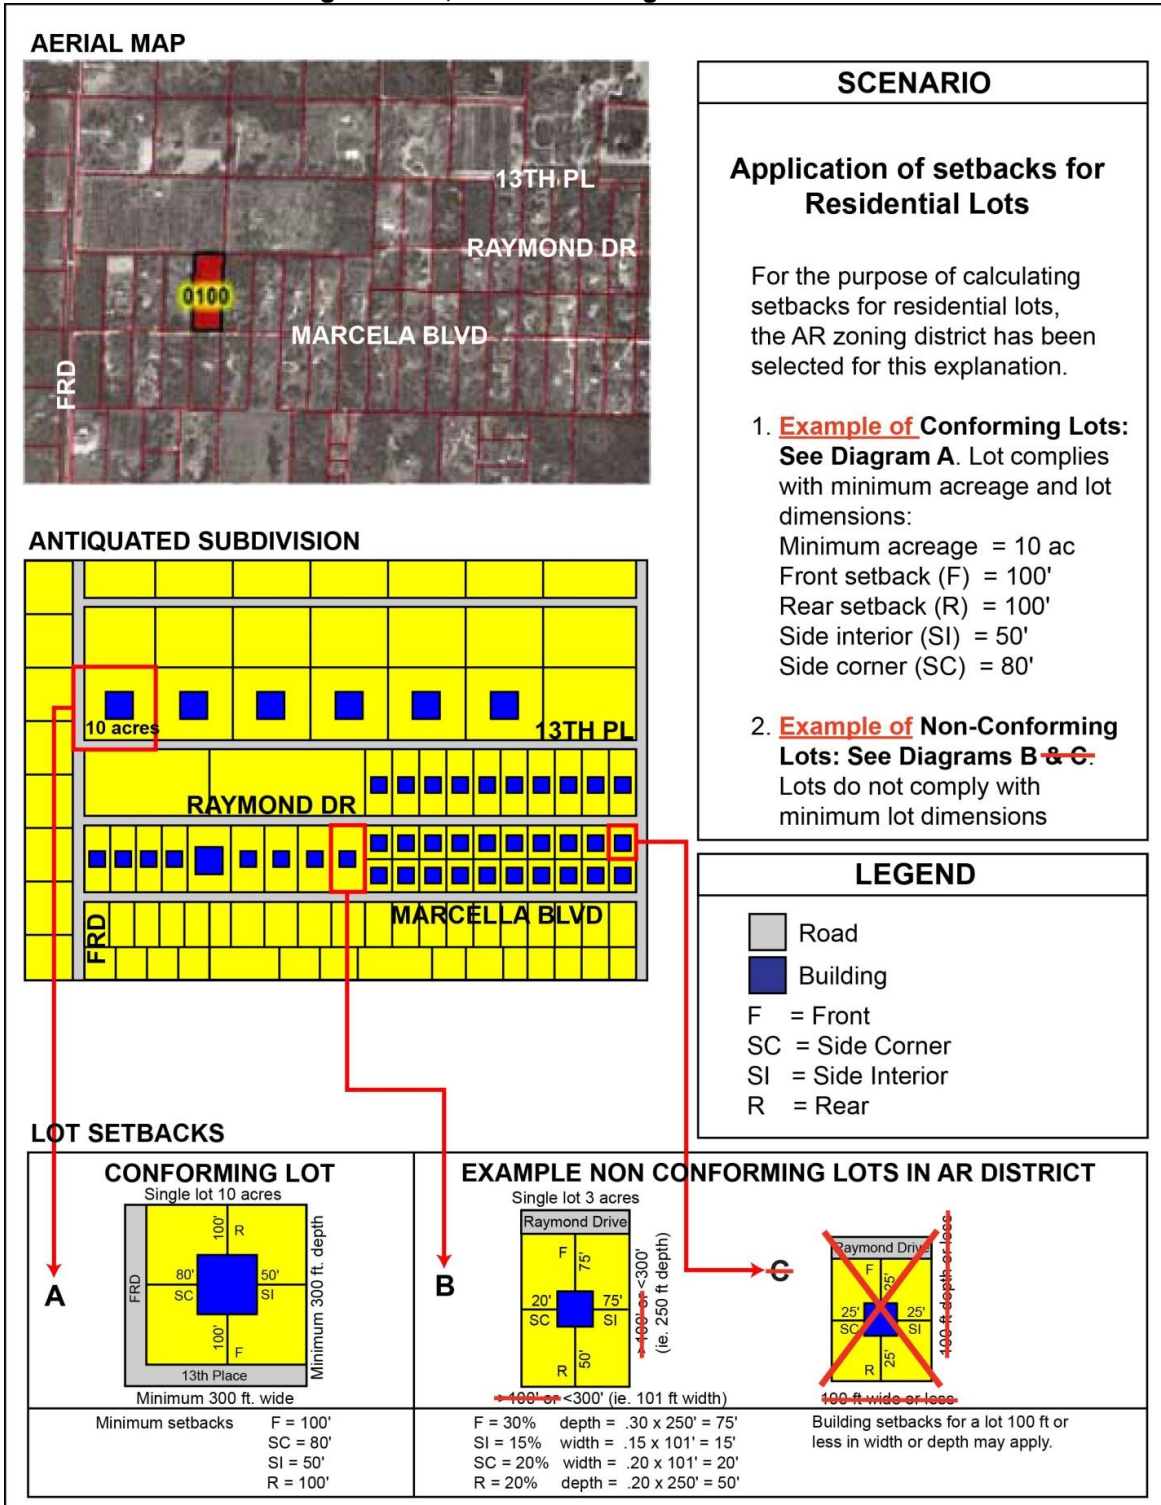 AERIAL MAP
13TH PL
RAYMOND DR
0100
MARCELA BLVD
FRD
ANTIQUATED SUBDIVISION
10 acres
13TH PL
RAYMOND DR
MARCELLA BLVD
FRD
SCENARIO
Application of setbacks for
Residential Lots
For the purpose of calculating
setbacks for residential lots,
the AR zoning district has been
selected for this explanation.
1. Example of Conforming Lots:
See Diagram A. Lot complies
with minimum acreage and lot
dimensions:
Minimum acreage = 10 ac
Front setback (F) = 100'
Rear setback (R) = 100'
Side interior (SI) = 50'
Side corner (SC) = 80'
2. Example of Non-Conforming
Lots: See Diagrams B & C.
Lots do not comply with
minimum lot dimensions
LEGEND
Road
Building
F = Front
SC = Side Corner
SI = Side Interior
R = Rear
LOT SETBACKS
CONFORMING LOT
Single lot 10 acres
A
FRD
100'
R
80'
SC
50'
SI
100'
F
13th Place
Minimum 300 ft. depth
Minimum 300 ft. wide
Minimum setbacks F = 100'
SC = 80'
SI = 50'
R = 100'
EXAMPLE NON CONFORMING LOTS IN AR DISTRICT
Single lot 3 acres
B
Raymond Drive
F
75'
20'
SC
75'
SI
R
50'
>100' or <300'
(ie. 250 ft depth)
>100' or <300' (ie. 101 ft width)
F = 30% depth = .30 x 250' = 75'
SI = 15% width = .15 x 101' = 15'
SC = 20% width = .20 x 101' = 20'
R = 20% depth = .20 x 250' = 50'
C
Raymond Drive
F
25'
25'
SC
25'
SI
R
25'
100 ft depth or less
100 ft wide or less
Building setbacks for a lot 100 ft or
less in width or depth may apply.